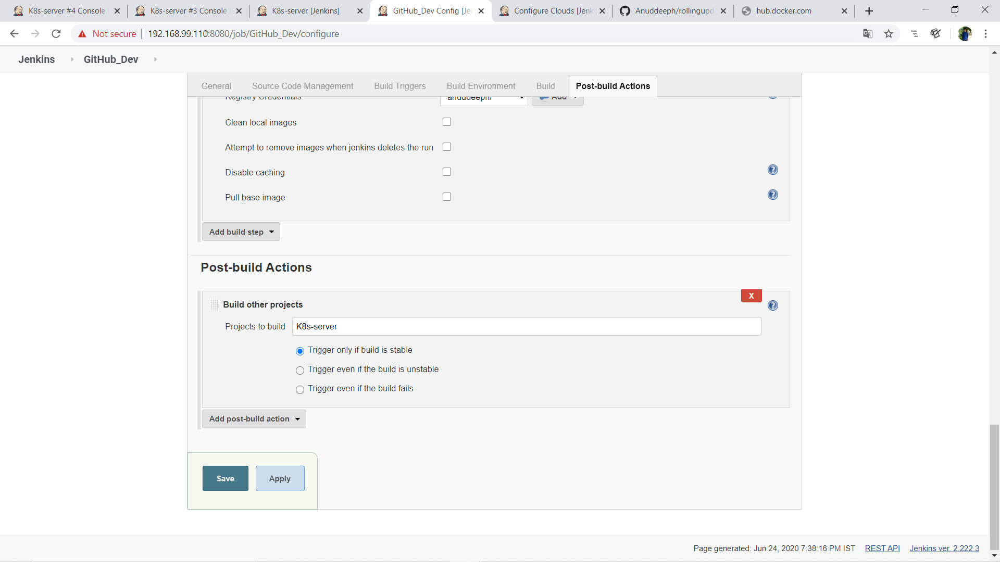 K8s-server #4 Console
K8s-server #3 Console
K8s-server [Jenkins]
GitHub_Dev Config [Je
Configure Clouds [Jenk
Anuddeeph/rollingupd
hub.docker.com
Not secure
192.168.99.110:8080/job/GitHub_Dev/configure
Jenkins
GitHub_Dev
General
Source Code Management
Build Triggers
Build Environment
Build
Post-build Actions
Registry Credentials
anuddeeph/
Add
Clean local images
Attempt to remove images when jenkins deletes the run
Disable caching
Pull base image
Add build step
Post-build Actions
X
Build other projects
Projects to build
K8s-server
Trigger only if build is stable
Trigger even if the build is unstable
Trigger even if the build fails
Add post-build action
Save
Apply
Page generated: Jun 24, 2020 7:38:16 PM IST
REST API
Jenkins ver. 2.222.3